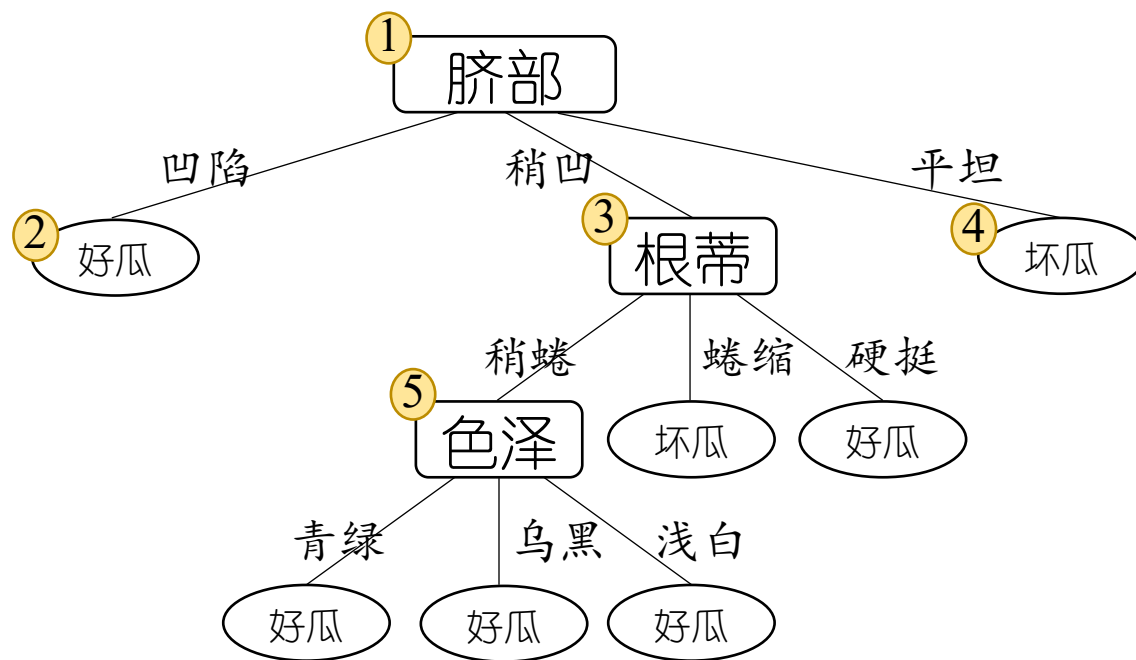 1
脐部
凹陷
稍凹
平坦
2
好瓜
3
根蒂
4
坏瓜
稍蜷
蜷缩
硬挺
5
色泽
坏瓜
好瓜
青绿
乌黑
浅白
好瓜
好瓜
好瓜